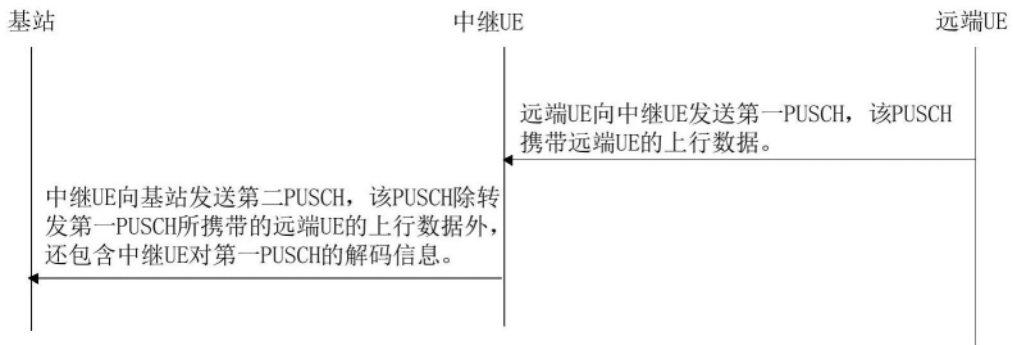 基站
中继UE
远端UE
远端UE向中继UE发送第一PUSCH，该PUSCH
携带远端UE的上行数据。
中继UE向基站发送第二PUSCH，该PUSCH除转
发第一PUSCH所携带的远端UE的上行数据外，
还包含中继UE对第一PUSCH的解码信息。